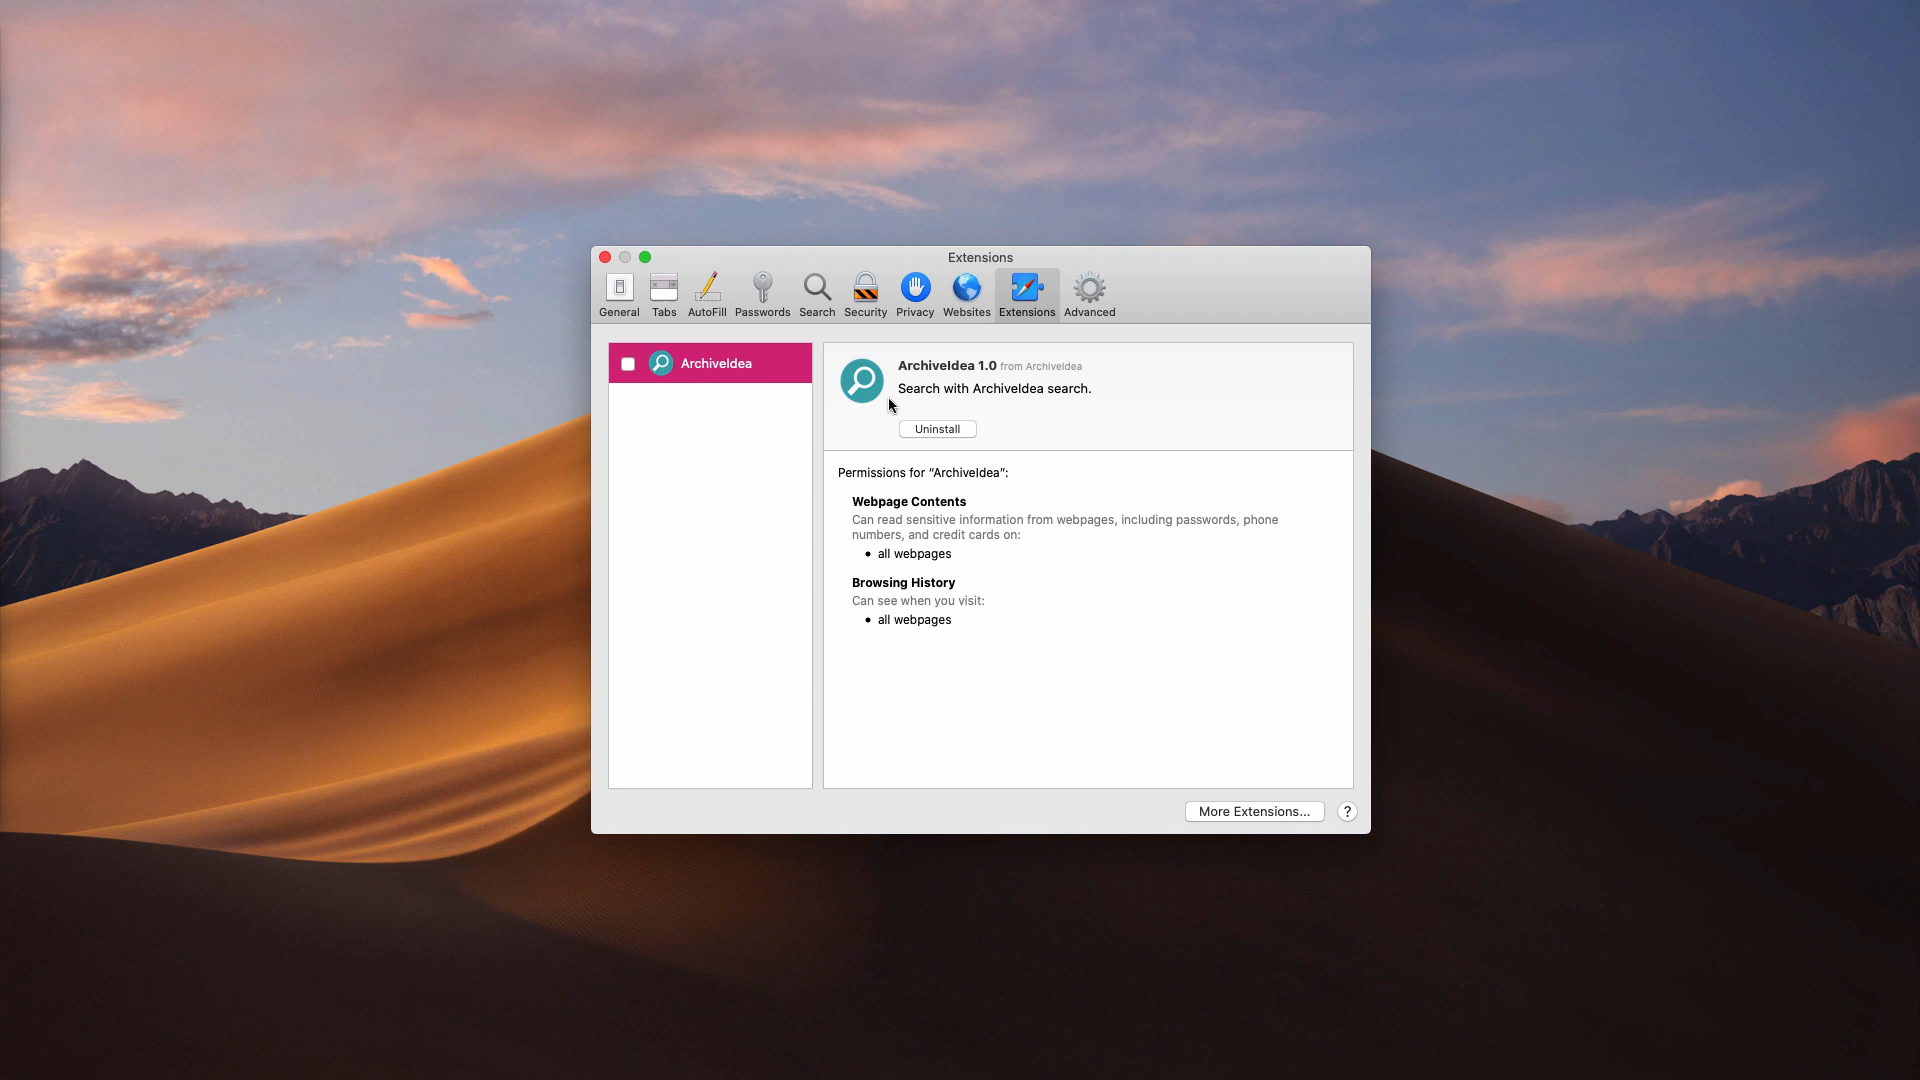 Extensions
General Tabs AutoFill Passwords Search Security Privacy Websites Extensions Advanced
ArchiveIdea
ArchiveIdea 1.0 from ArchiveIdea
Search with ArchiveIdea search.
Uninstall
Permissions for “ArchiveIdea”:
Webpage Contents
Can read sensitive information from webpages, including passwords, phone
numbers, and credit cards on:
• all webpages
Browsing History
Can see when you visit:
• all webpages
More Extensions...
?